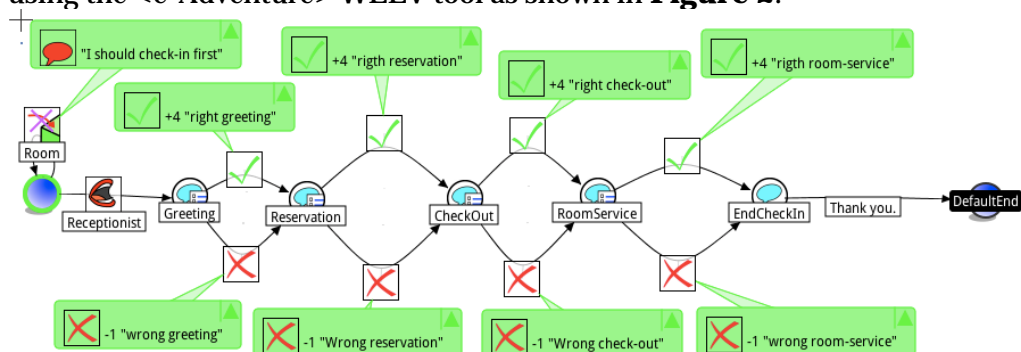 using the <e-Adventure> WEEV tool as shown in Figure 2.
"I should check-in first"
+4 "rigth reservation"
+4 "right check-out"
+4 "rigth room-service"
+4 "right greeting"
Room
Receptionist
Greeting
Reservation
CheckOut
RoomService
EndCheckIn
Thank you.
DefaultEnd
-1 "wrong greeting"
-1 "Wrong reservation"
-1 "Wrong check-out"
-1 "wrong room-service"